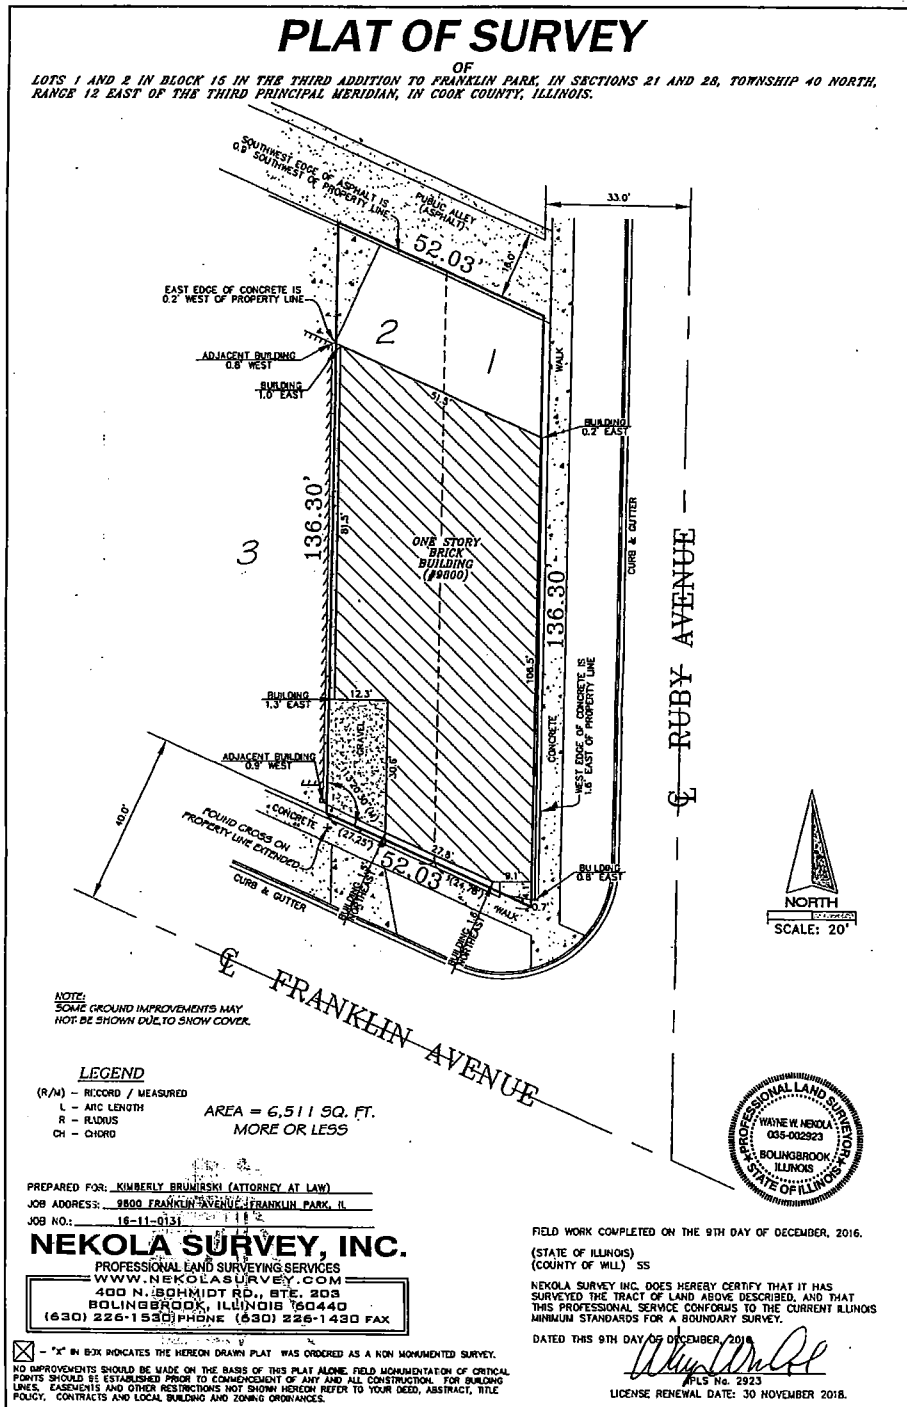 PLAT OF SURVEY
OF
LOTS 1 AND 2 IN BLOCK 15 IN THE THIRD ADDITION TO FRANKLIN PARK, IN SECTIONS 21 AND 28, TOWNSHIP 40 NORTH,
RANGE 12 EAST OF THE THIRD PRINCIPAL MERIDIAN, IN COOK COUNTY, ILLINOIS.
33.0'
SOUTHWEST EDGE OF ASPHALT IS
0.9' SOUTHWEST OF PROPERTY LINE
PUBLIC ALLEY
(ASPHALT)
52.03'
16.0'
EAST EDGE OF CONCRETE IS
0.2' WEST OF PROPERTY LINE
2
1
WALK
ADJACENT BUILDING
0.8' WEST
BUILDING
1.0' EAST
51.5'
BUILDING
0.2' EAST
136.30'
81.5'
3
ONE STORY
BRICK
BUILDING
(#9800)
CURB & GUTTER
136.30'
℄ RUBY AVENUE
106.5'
WEST EDGE OF CONCRETE IS
1.6' EAST OF PROPERTY LINE
CONCRETE
BUILDING
1.3' EAST
12.3'
GRAVEL
30.6'
ADJACENT BUILDING
0.9' WEST
40.0'
FOUND CROSS ON
PROPERTY LINE EXTENDED
CONCRETE
(27.25')
52.03'
27.8'
(24.78')
9.1'
0.7'
BUILDING
0.8' EAST
WALK
CURB & GUTTER
NORTHEAST
BUILDING 1.6'
NORTHEAST
℄ FRANKLIN AVENUE
NORTH
SCALE: 20'
NOTE:
SOME GROUND IMPROVEMENTS MAY
NOT BE SHOWN DUE TO SNOW COVER.
LEGEND
(R/M) – RECORD / MEASURED
L – ARC LENGTH
R – RADIUS
CH – CHORD
AREA = 6,511 SQ. FT.
MORE OR LESS
PROFESSIONAL LAND SURVEYOR
WAYNE W. NEKOLA
035-002923
BOLINGBROOK
ILLINOIS
STATE OF ILLINOIS
PREPARED FOR: KIMBERLY BRUMIRSKI (ATTORNEY AT LAW)
JOB ADDRESS: 9800 FRANKLIN AVENUE, FRANKLIN PARK, IL
JOB NO.: 16-11-0131
NEKOLA SURVEY, INC.
PROFESSIONAL LAND SURVEYING SERVICES
WWW.NEKOLASURVEY.COM
400 N. SCHMIDT RD., STE. 203
BOLINGBROOK, ILLINOIS 60440
(630) 226-1530 PHONE (630) 226-1430 FAX
– "X" IN BOX INDICATES THE HEREON DRAWN PLAT WAS ORDERED AS A NON MONUMENTED SURVEY.
NO IMPROVEMENTS SHOULD BE MADE ON THE BASIS OF THIS PLAT ALONE. FIELD MONUMENTATION OF CRITICAL
POINTS SHOULD BE ESTABLISHED PRIOR TO COMMENCEMENT OF ANY AND ALL CONSTRUCTION. FOR BUILDING
LINES, EASEMENTS AND OTHER RESTRICTIONS NOT SHOWN HEREON REFER TO YOUR DEED, ABSTRACT, TITLE
POLICY, CONTRACTS AND LOCAL BUILDING AND ZONING ORDINANCES.
FIELD WORK COMPLETED ON THE 9TH DAY OF DECEMBER, 2016.
(STATE OF ILLINOIS)
(COUNTY OF WILL) SS
NEKOLA SURVEY INC. DOES HEREBY CERTIFY THAT IT HAS
SURVEYED THE TRACT OF LAND ABOVE DESCRIBED, AND THAT
THIS PROFESSIONAL SERVICE CONFORMS TO THE CURRENT ILLINOIS
MINIMUM STANDARDS FOR A BOUNDARY SURVEY.
DATED THIS 9TH DAY OF DECEMBER, 2016
IPLS No. 2923
LICENSE RENEWAL DATE: 30 NOVEMBER 2018.